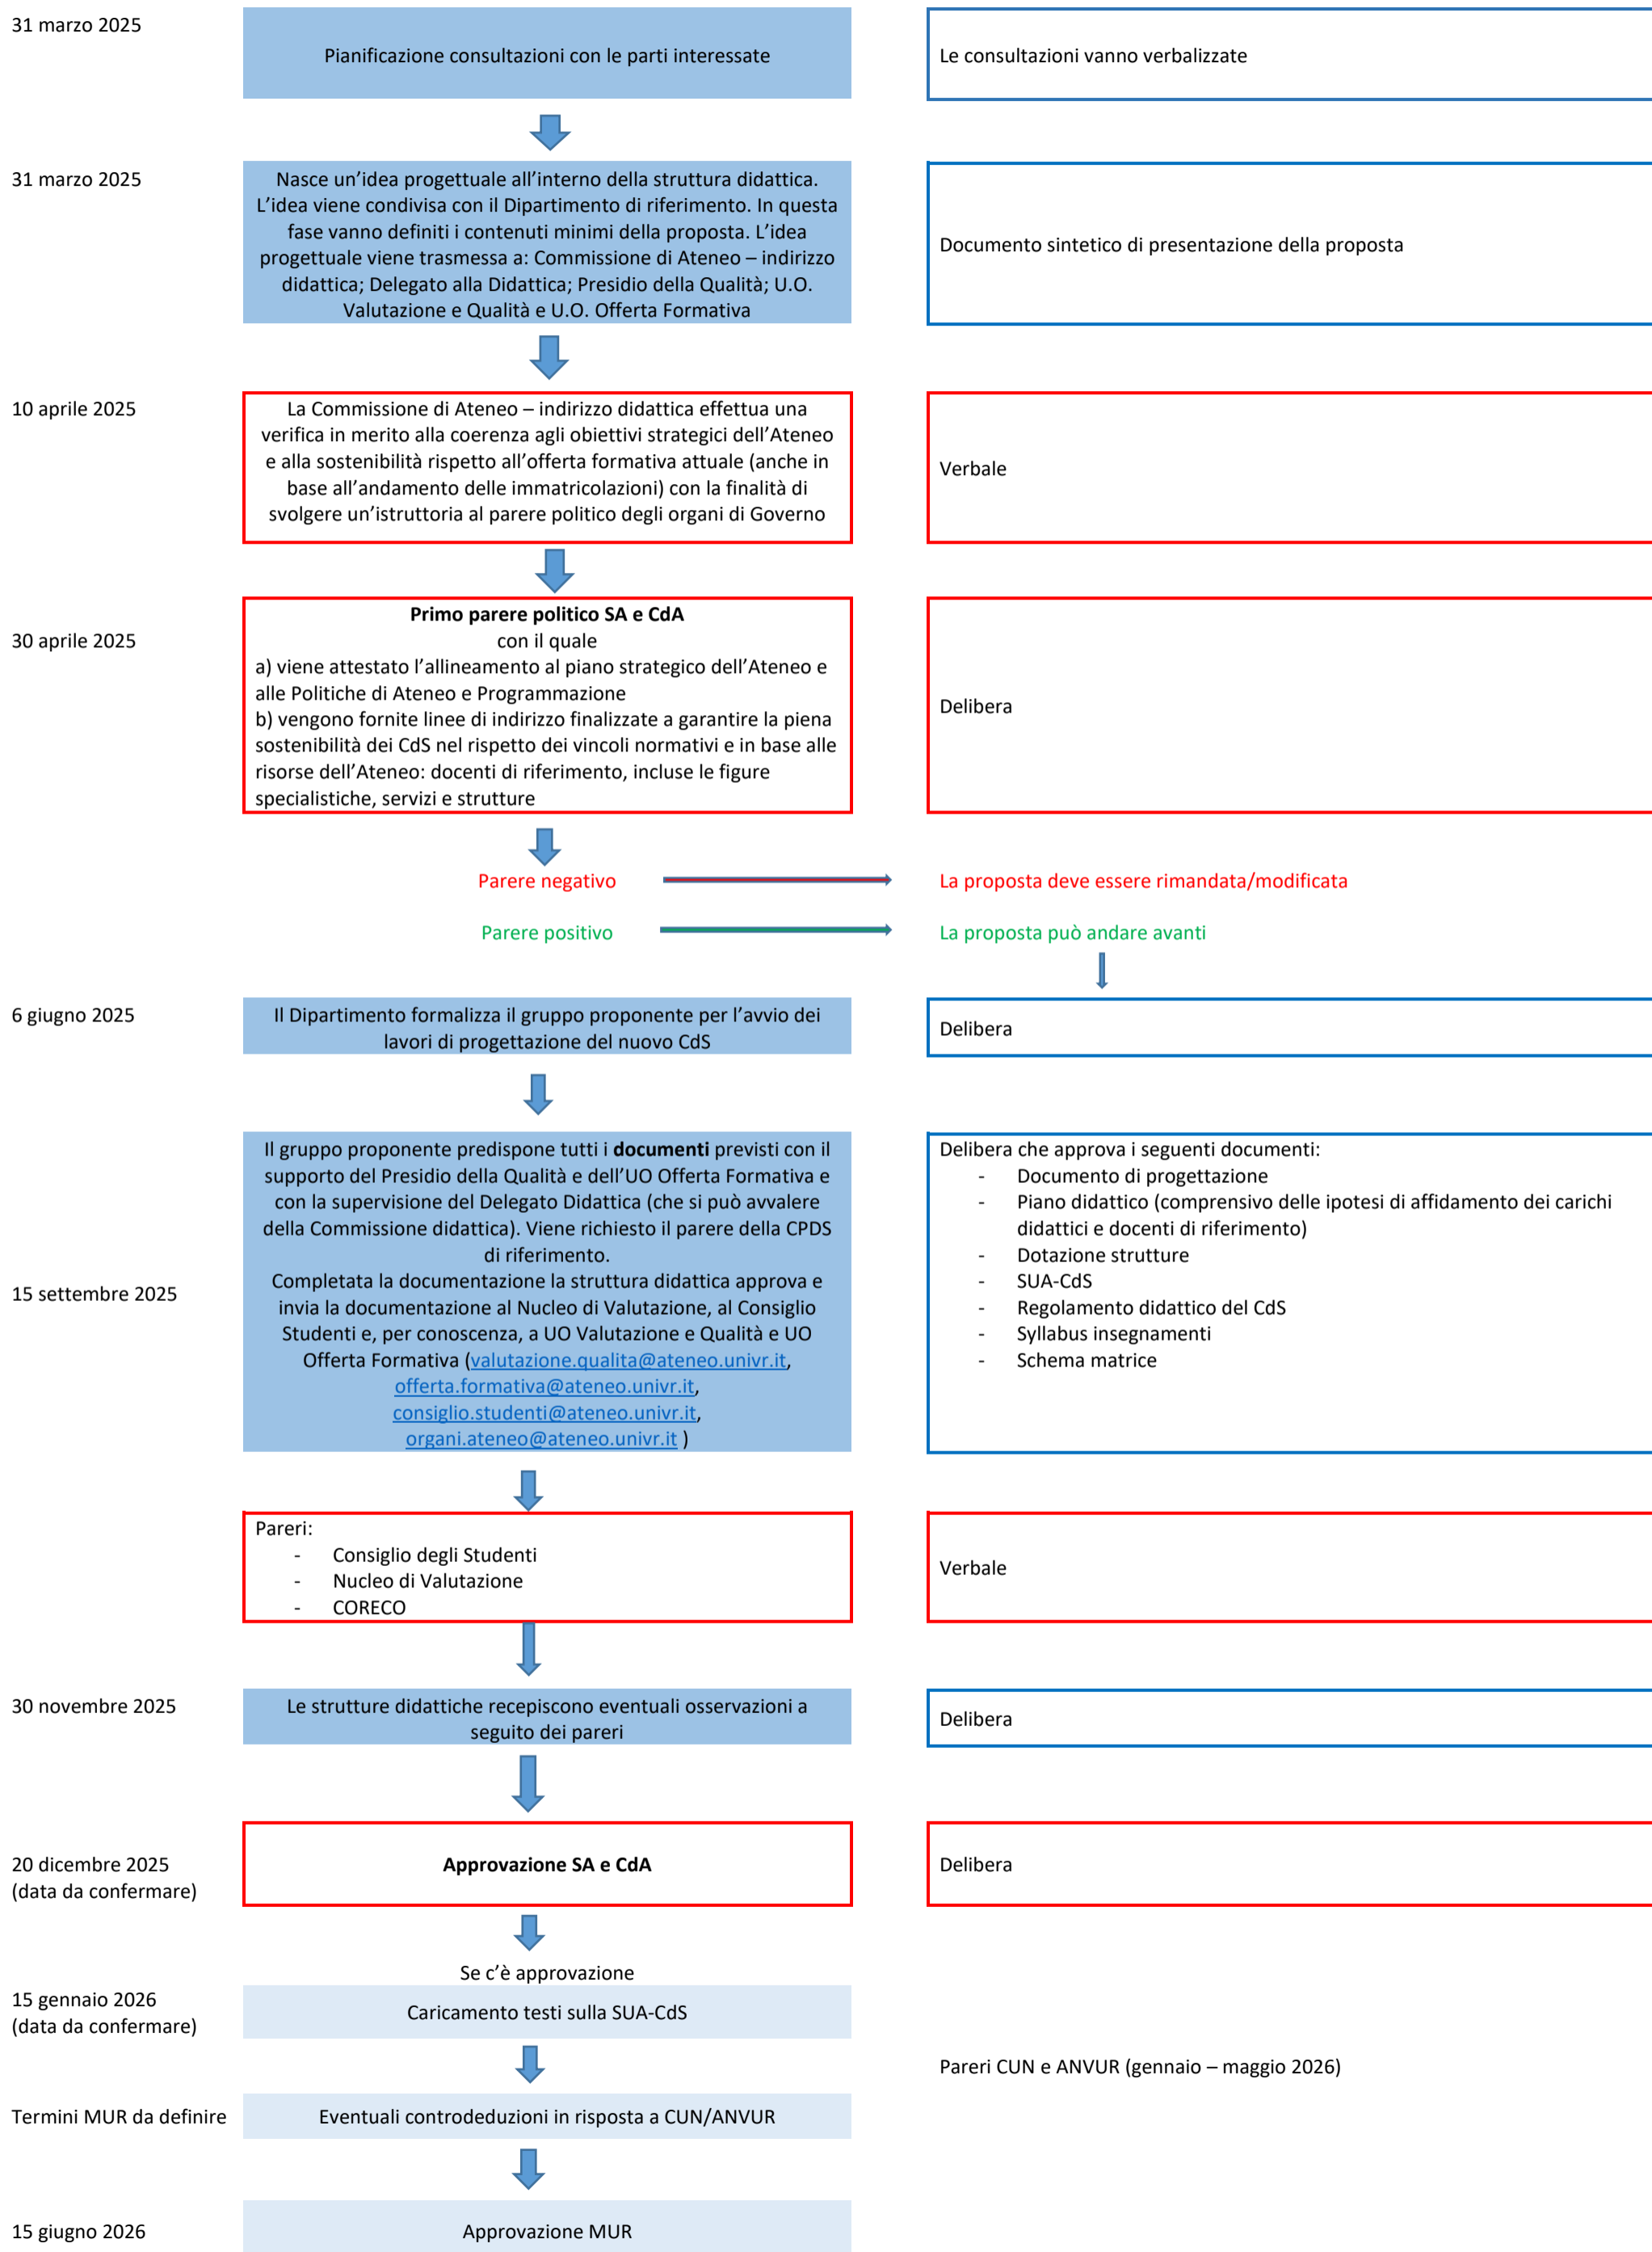 31 marzo 2025
Pianificazione consultazioni con le parti interessate
Le consultazioni vanno verbalizzate
31 marzo 2025
Nasce un’idea progettuale all’interno della struttura didattica.
L’idea viene condivisa con il Dipartimento di riferimento. In questa
fase vanno definiti i contenuti minimi della proposta. L’idea
progettuale viene trasmessa a: Commissione di Ateneo – indirizzo
didattica; Delegato alla Didattica; Presidio della Qualità; U.O.
Valutazione e Qualità e U.O. Offerta Formativa
Documento sintetico di presentazione della proposta
10 aprile 2025
La Commissione di Ateneo – indirizzo didattica effettua una
verifica in merito alla coerenza agli obiettivi strategici dell’Ateneo
e alla sostenibilità rispetto all’offerta formativa attuale (anche in
base all’andamento delle immatricolazioni) con la finalità di
svolgere un’istruttoria al parere politico degli organi di Governo
Verbale
30 aprile 2025
Primo parere politico SA e CdA
con il quale
a) viene attestato l’allineamento al piano strategico dell’Ateneo e
alle Politiche di Ateneo e Programmazione
b) vengono fornite linee di indirizzo finalizzate a garantire la piena
sostenibilità dei CdS nel rispetto dei vincoli normativi e in base alle
risorse dell’Ateneo: docenti di riferimento, incluse le figure
specialistiche, servizi e strutture
Delibera
Parere negativo
La proposta deve essere rimandata/modificata
Parere positivo
La proposta può andare avanti
6 giugno 2025
Il Dipartimento formalizza il gruppo proponente per l’avvio dei
lavori di progettazione del nuovo CdS
Delibera
15 settembre 2025
Il gruppo proponente predispone tutti i documenti previsti con il
supporto del Presidio della Qualità e dell’UO Offerta Formativa e
con la supervisione del Delegato Didattica (che si può avvalere
della Commissione didattica). Viene richiesto il parere della CPDS
di riferimento.
Completata la documentazione la struttura didattica approva e
invia la documentazione al Nucleo di Valutazione, al Consiglio
Studenti e, per conoscenza, a UO Valutazione e Qualità e UO
Offerta Formativa (valutazione.qualita@ateneo.univr.it,
offerta.formativa@ateneo.univr.it,
consiglio.studenti@ateneo.univr.it,
organi.ateneo@ateneo.univr.it )
Delibera che approva i seguenti documenti:
- Documento di progettazione
- Piano didattico (comprensivo delle ipotesi di affidamento dei carichi
didattici e docenti di riferimento)
- Dotazione strutture
- SUA-CdS
- Regolamento didattico del CdS
- Syllabus insegnamenti
- Schema matrice
Pareri:
- Consiglio degli Studenti
- Nucleo di Valutazione
- CORECO
Verbale
30 novembre 2025
Le strutture didattiche recepiscono eventuali osservazioni a
seguito dei pareri
Delibera
20 dicembre 2025
(data da confermare)
Approvazione SA e CdA
Delibera
Se c’è approvazione
15 gennaio 2026
(data da confermare)
Caricamento testi sulla SUA-CdS
Pareri CUN e ANVUR (gennaio – maggio 2026)
Termini MUR da definire
Eventuali controdeduzioni in risposta a CUN/ANVUR
15 giugno 2026
Approvazione MUR